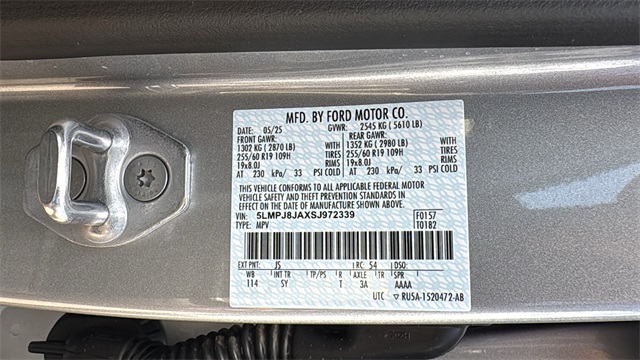 MFD. BY FORD MOTOR CO.
DATE: 05/25 GVWR: 2545 KG ( 5610 LB)
FRONT GAWR: REAR GAWR:
1302 KG ( 2870 LB) WITH 1352 KG ( 2980 LB) WITH
255/60 R19 109H TIRES 255/60 R19 109H TIRES
19x8.0J RIMS 19x8.0J RIMS
AT 230 kPa/ 33 PSI COLD AT 230 kPa/ 33 PSI COLD
THIS VEHICLE CONFORMS TO ALL APPLICABLE FEDERAL MOTOR
VEHICLE SAFETY AND THEFT PREVENTION STANDARDS IN
EFFECT ON THE DATE OF MANUFACTURE SHOWN ABOVE.
VIN: 5LMPJ8JAXSJ972339 F0157
TYPE: MPV T0182
EXT PNT: JS RC: 54 DSO:
WB INT TR TP/PS R AXLE TR SPR
114 SY T 3A AAAA
UTC ▽ RU5A-1520472-AB